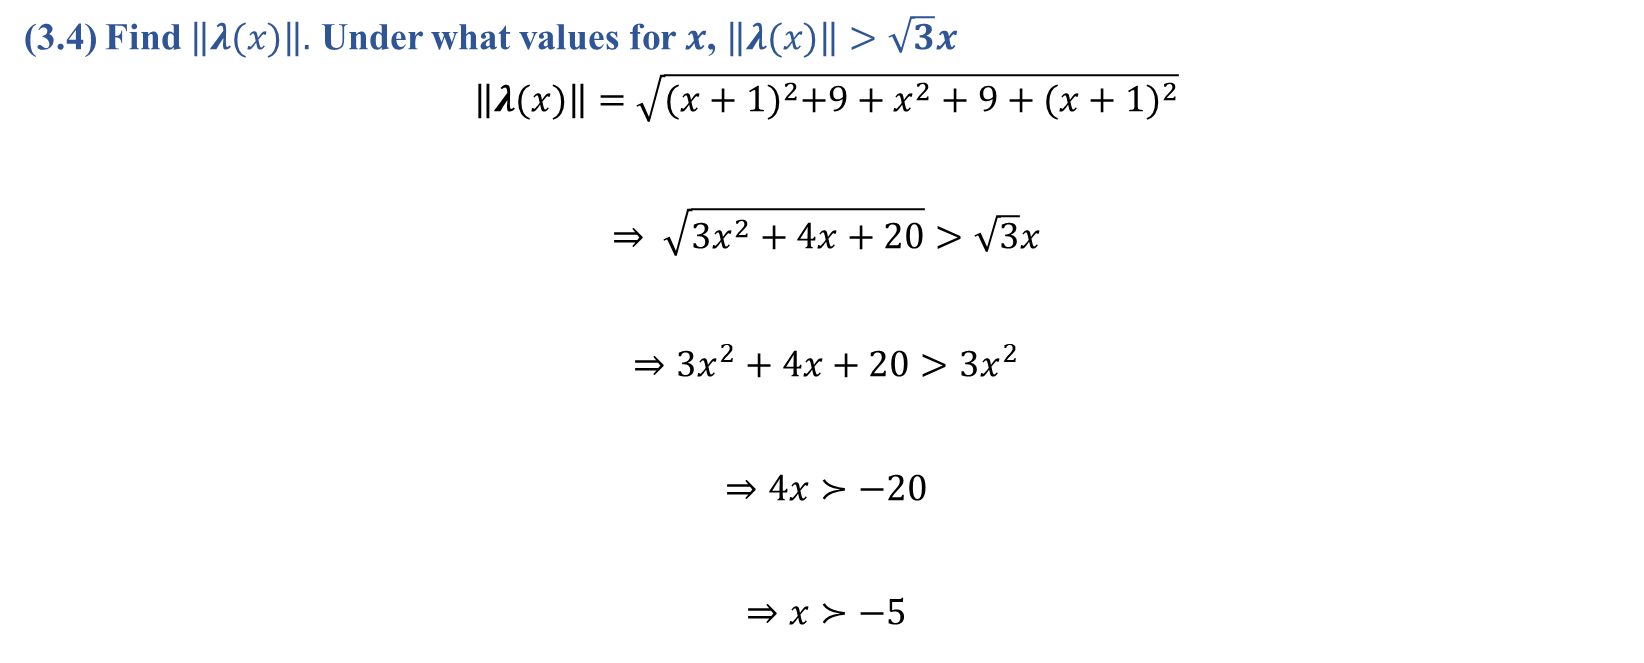 (3.4) Find ‖λ(x)‖. Under what values for x, ‖λ(x)‖ > √3x
‖λ(x)‖ = √((x + 1)²+9 + x² + 9 + (x + 1)²)
⇒ √(3x² + 4x + 20) > √3x
⇒ 3x² + 4x + 20 > 3x²
⇒ 4x ≻ −20
⇒ x ≻ −5